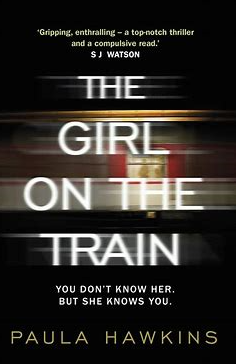 ‘Gripping, enthralling – a top-notch thriller
and a compulsive read.’
S J WATSON
THE
GIRL
ON THE
TRAIN
YOU DON’T KNOW HER.
BUT SHE KNOWS YOU.
PAULA HAWKINS